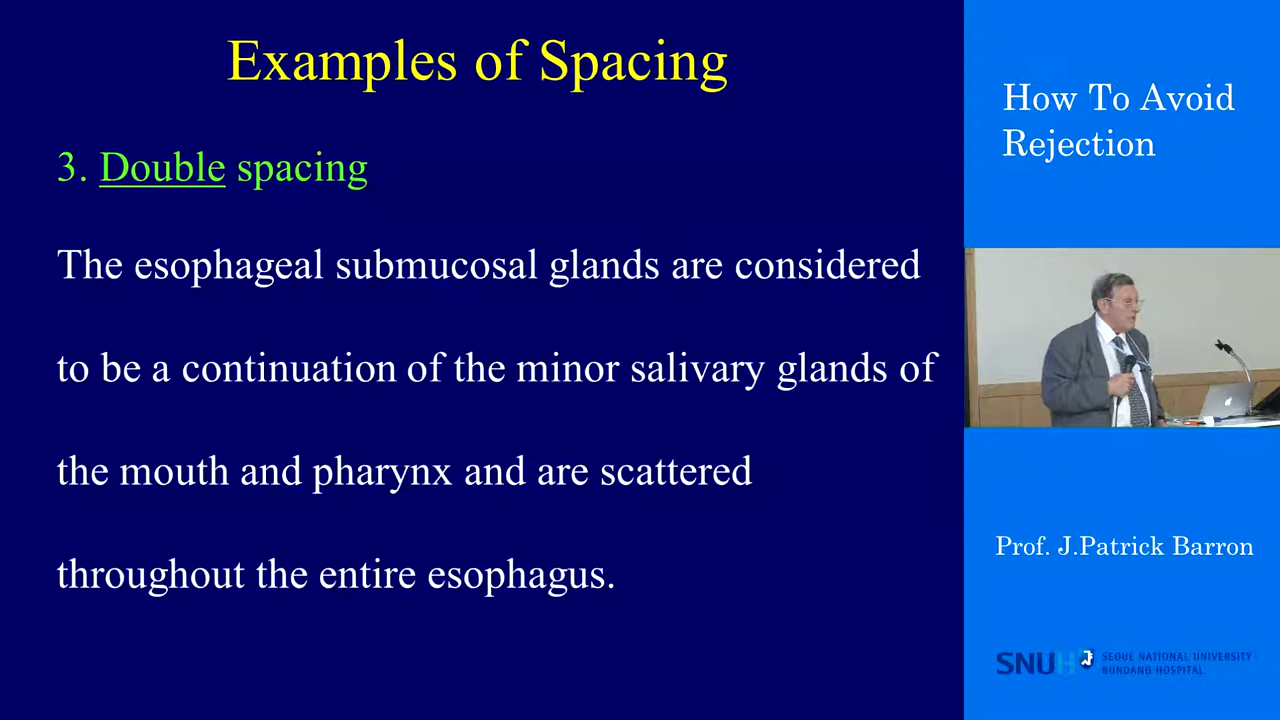 Examples of Spacing
3. Double spacing
The esophageal submucosal glands are considered
to be a continuation of the minor salivary glands of
the mouth and pharynx and are scattered
throughout the entire esophagus.
How To Avoid
Rejection
Prof. J.Patrick Barron
SNUH
SEOUL NATIONAL UNIVERSITY
BUNDANG HOSPITAL